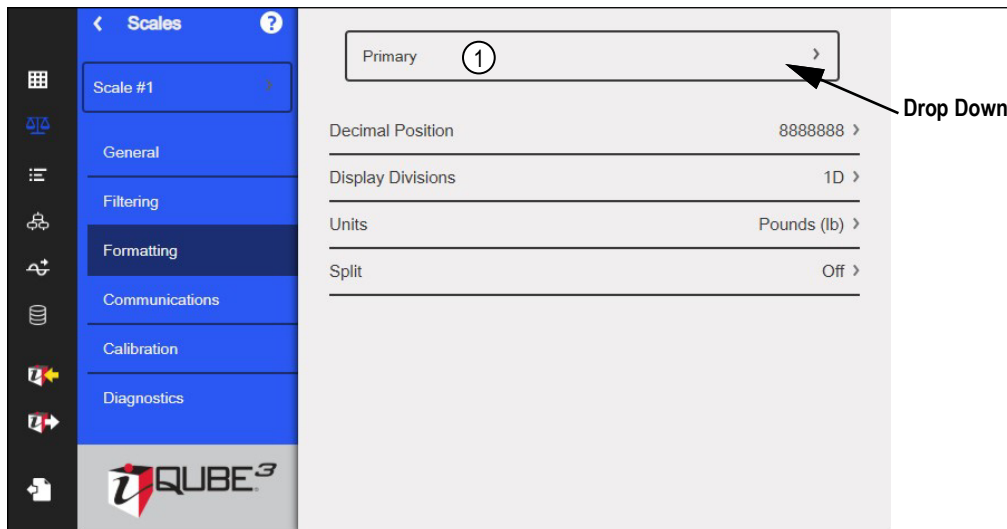 Scales
?
Scale #1
General
Filtering
Formatting
Communications
Calibration
Diagnostics
iQUBE3
Primary
1
Drop Down
Decimal Position 8888888
Display Divisions 1D
Units Pounds (lb)
Split Off